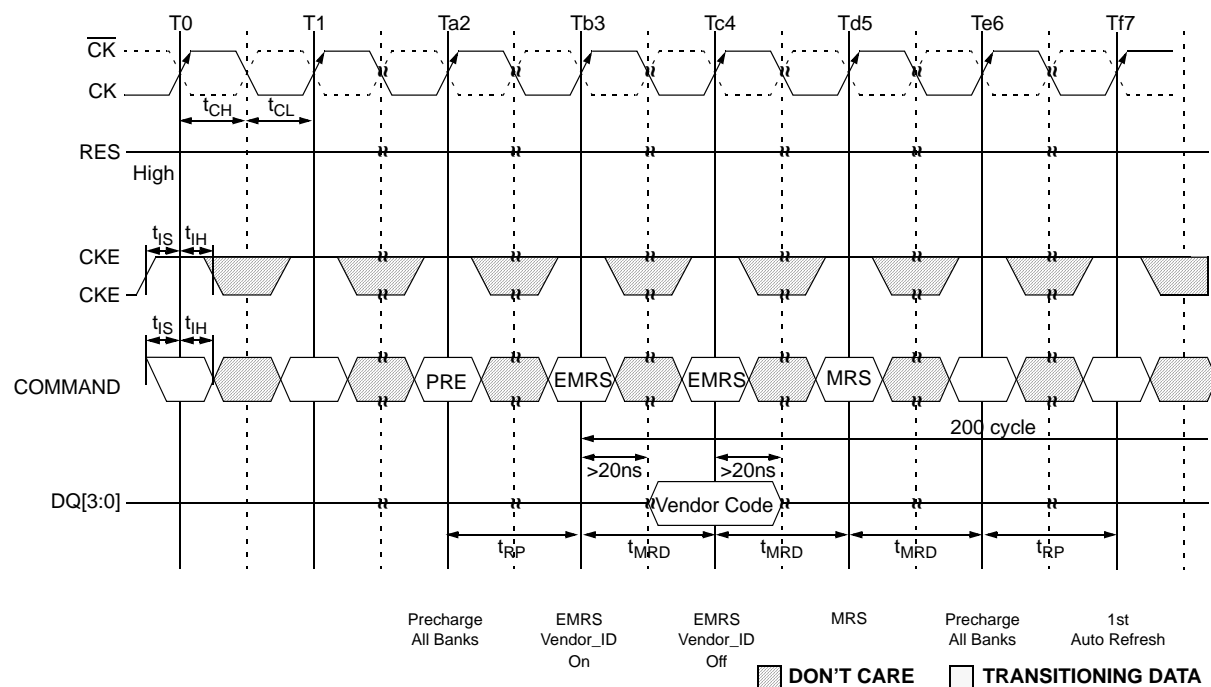 T0 T1 Ta2 Tb3 Tc4 Td5 Te6 Tf7
CK
CK
tCH tCL
RES
High
tIS tIH
CKE
CKE
tIS tIH
COMMAND
PRE EMRS EMRS MRS
200 cycle
>20ns >20ns
DQ[3:0]
Vendor Code
tRP tMRD tMRD tMRD tRP
Precharge EMRS EMRS MRS Precharge 1st
All Banks Vendor_ID Vendor_ID All Banks Auto Refresh
On Off
DON'T CARE TRANSITIONING DATA